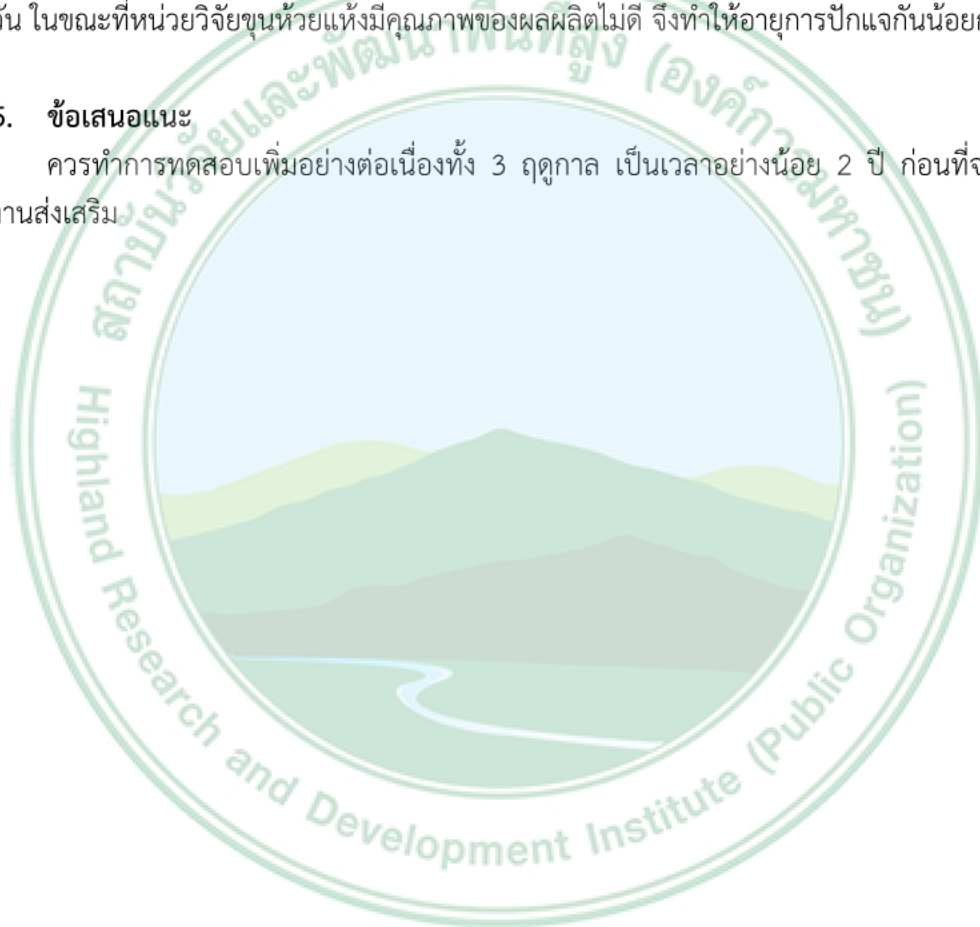 วัน ในขณะที่หน่วยวิจัยขุนห้วยแห้งมีคุณภาพของผลผลิตไม่ดี จึงทำให้อายุการปักแจกันน้อย
5. ข้อเสนอแนะ
ควรทำการทดสอบเพิ่มอย่างต่อเนื่องทั้ง 3 ฤดูกาล เป็นเวลาอย่างน้อย 2 ปี ก่อนที่
งานส่งเสริม
สถาบันวิจัยและพัฒนาพื้นที่สูง (องค์การมหาชน)
Highland Research and Development Institute (Public Organization)